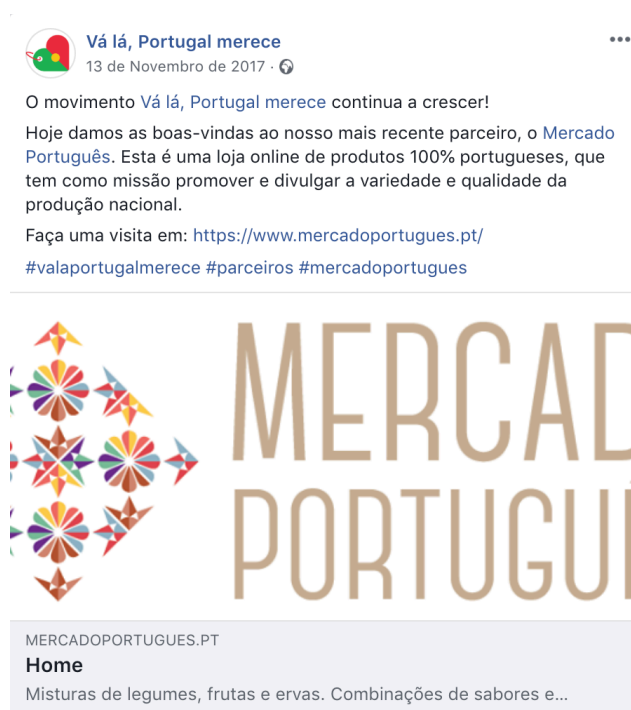 Vá lá, Portugal merece
13 de Novembro de 2017 ·
O movimento Vá lá, Portugal merece continua a crescer!
Hoje damos as boas-vindas ao nosso mais recente parceiro, o Mercado
Português. Esta é uma loja online de produtos 100% portugueses, que
tem como missão promover e divulgar a variedade e qualidade da
produção nacional.
Faça uma visita em: https://www.mercadoportugues.pt/
#valaportugalmerece #parceiros #mercadoportugues
MERCAD
PORTUGU
MERCADOPORTUGUES.PT
Home
Misturas de legumes, frutas e ervas. Combinações de sabores e...